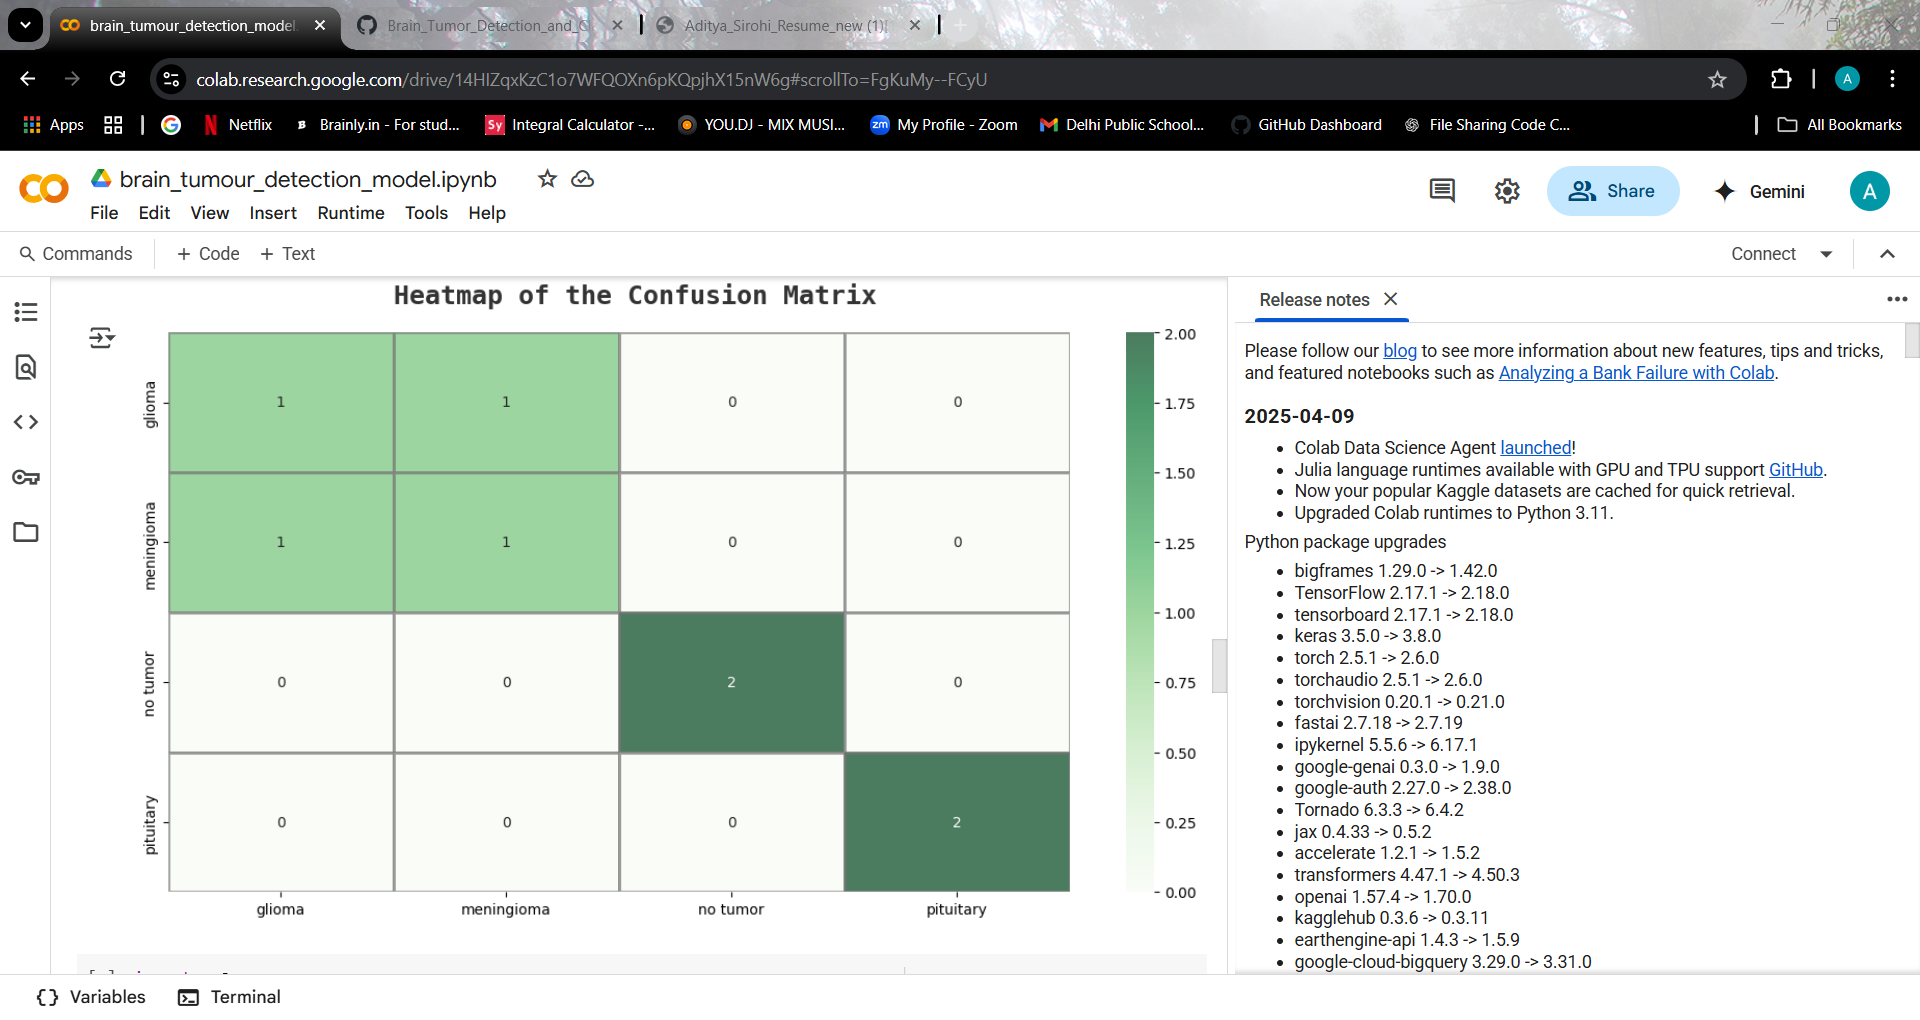 brain_tumour_detection_model.
Brain_Tumor_Detection_and_C
Aditya_Sirohi_Resume_new (1)
colab.research.google.com/drive/14HIZqxKzC1o7WFQOXn6pKQpjhX15nW6g#scrollTo=FgKuMy--FCyU
A
Apps
Netflix
Brainly.in - For stud...
Sy
Integral Calculator -...
YOU.DJ - MIX MUSI...
zm
My Profile - Zoom
Delhi Public School...
GitHub Dashboard
File Sharing Code C...
All Bookmarks
brain_tumour_detection_model.ipynb
File Edit View Insert Runtime Tools Help
Share
Gemini
A
Commands
+ Code + Text
Connect
Heatmap of the Confusion Matrix
glioma 1 1 0 0
meningioma 1 1 0 0
no tumor 0 0 2 0
pituitary 0 0 0 2
glioma meningioma no tumor pituitary
2.00
1.75
1.50
1.25
1.00
0.75
0.50
0.25
0.00
Release notes
Please follow our blog to see more information about new features, tips and tricks,
and featured notebooks such as Analyzing a Bank Failure with Colab.
2025-04-09
• Colab Data Science Agent launched!
• Julia language runtimes available with GPU and TPU support GitHub.
• Now your popular Kaggle datasets are cached for quick retrieval.
• Upgraded Colab runtimes to Python 3.11.
Python package upgrades
• bigframes 1.29.0 -> 1.42.0
• TensorFlow 2.17.1 -> 2.18.0
• tensorboard 2.17.1 -> 2.18.0
• keras 3.5.0 -> 3.8.0
• torch 2.5.1 -> 2.6.0
• torchaudio 2.5.1 -> 2.6.0
• torchvision 0.20.1 -> 0.21.0
• fastai 2.7.18 -> 2.7.19
• ipykernel 5.5.6 -> 6.17.1
• google-genai 0.3.0 -> 1.9.0
• google-auth 2.27.0 -> 2.38.0
• Tornado 6.3.3 -> 6.4.2
• jax 0.4.33 -> 0.5.2
• accelerate 1.2.1 -> 1.5.2
• transformers 4.47.1 -> 4.50.3
• openai 1.57.4 -> 1.70.0
• kagglehub 0.3.6 -> 0.3.11
• earthengine-api 1.4.3 -> 1.5.9
• google-cloud-bigquery 3.29.0 -> 3.31.0
Variables
Terminal